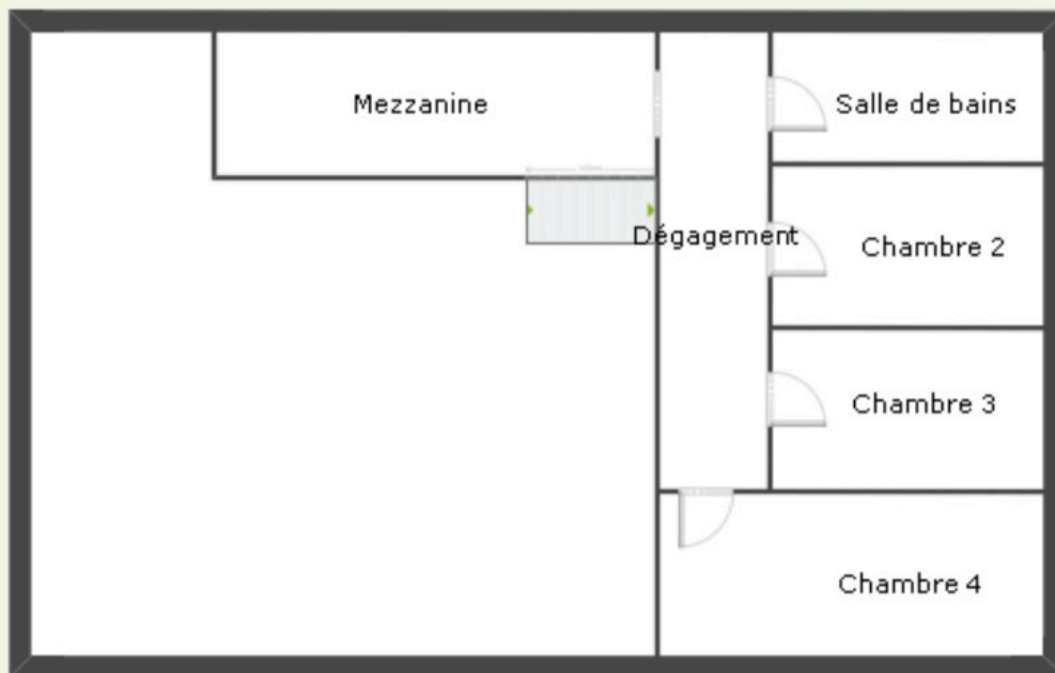 Mezzanine
Salle de bains
Dégagement
Chambre 2
Chambre 3
Chambre 4